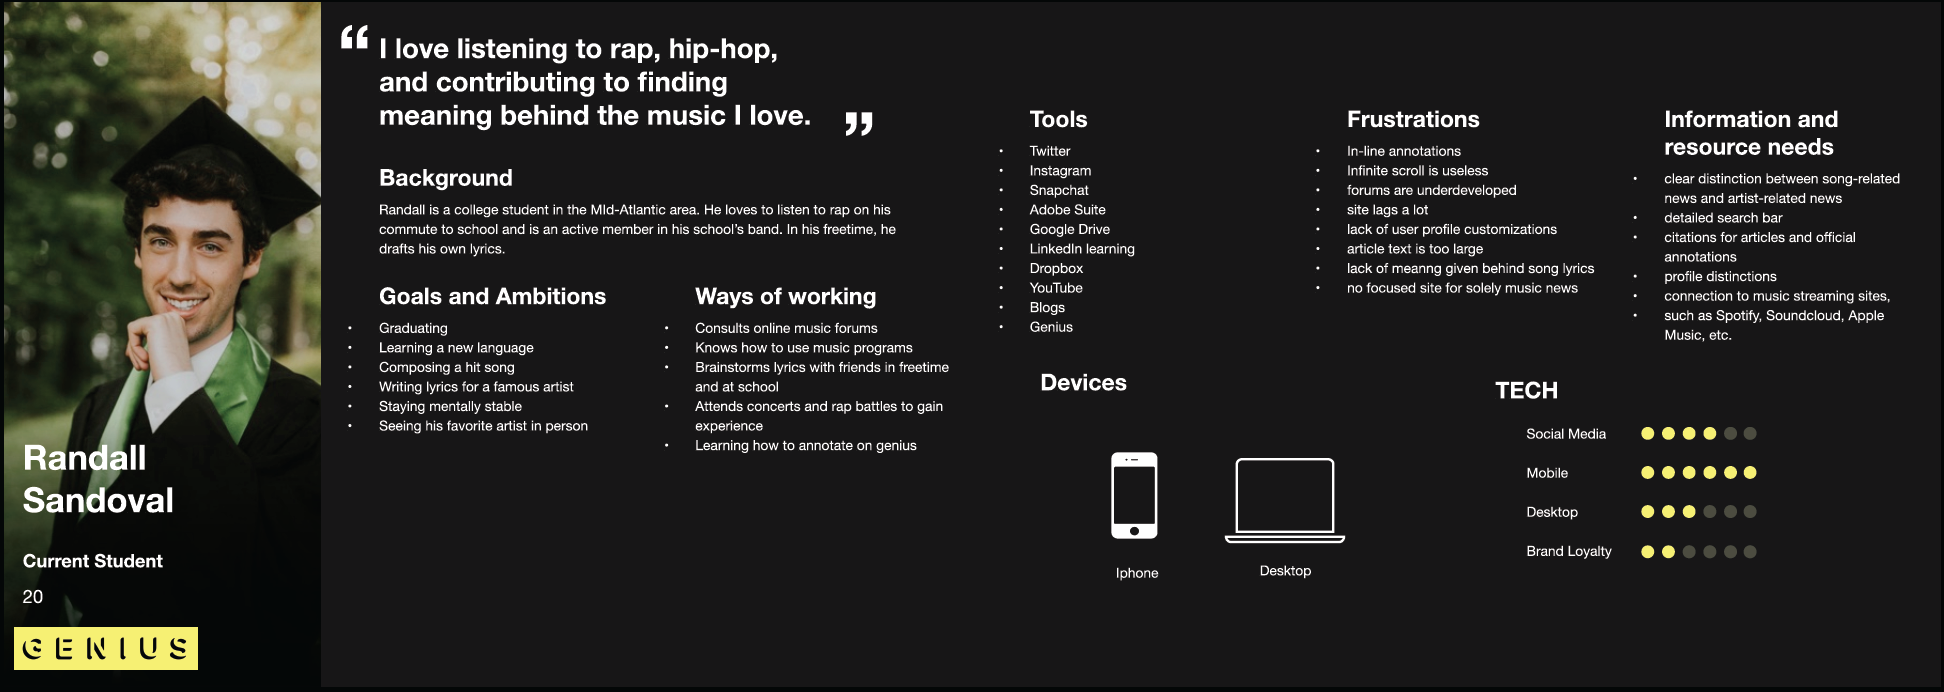 “ I love listening to rap, hip-hop,
and contributing to finding
meaning behind the music I love. ”
Background
Randall is a college student in the MId-Atlantic area. He loves to listen to rap on his
commute to school and is an active member in his school’s band. In his freetime, he
drafts his own lyrics.
Goals and Ambitions
• Graduating
• Learning a new language
• Composing a hit song
• Writing lyrics for a famous artist
• Staying mentally stable
• Seeing his favorite artist in person
Ways of working
• Consults online music forums
• Knows how to use music programs
• Brainstorms lyrics with friends in freetime
and at school
• Attends concerts and rap battles to gain
experience
• Learning how to annotate on genius
Randall
Sandoval
Current Student
20
GENIUS
Tools
• Twitter
• Instagram
• Snapchat
• Adobe Suite
• Google Drive
• LinkedIn learning
• Dropbox
• YouTube
• Blogs
• Genius
Frustrations
• In-line annotations
• Infinite scroll is useless
• forums are underdeveloped
• site lags a lot
• lack of user profile customizations
• article text is too large
• lack of meanng given behind song lyrics
• no focused site for solely music news
Information and
resource needs
• clear distinction between song-related
news and artist-related news
• detailed search bar
• citations for articles and official
annotations
• profile distinctions
• connection to music streaming sites,
• such as Spotify, Soundcloud, Apple
Music, etc.
Devices
Iphone
Desktop
TECH
Social Media
Mobile
Desktop
Brand Loyalty